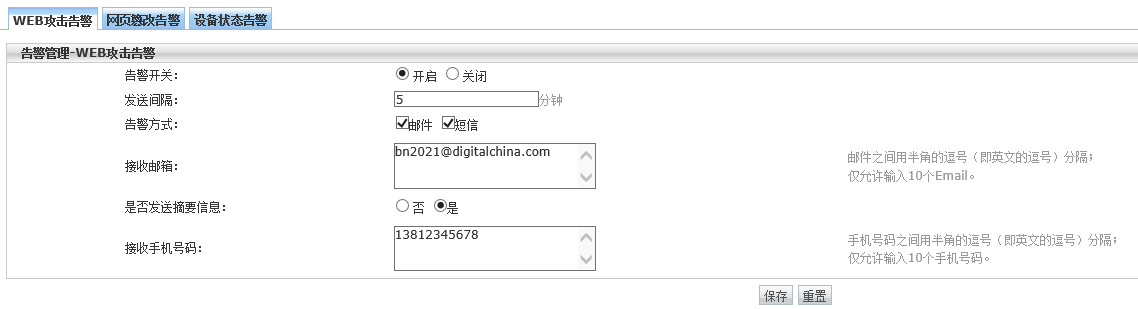 WEB攻击告警 网页篡改告警 设备状态告警
告警管理-WEB攻击告警
告警开关： 开启 关闭
发送间隔： 5 分钟
告警方式： 邮件 短信
接收邮箱： bn2021@digitalchina.com
邮件之间用半角的逗号（即英文的逗号）分隔；
仅允许输入10个Email。
是否发送摘要信息： 否 是
接收手机号码： 13812345678
手机号码之间用半角的逗号（即英文的逗号）分隔；
仅允许输入10个手机号码。
保存 重置